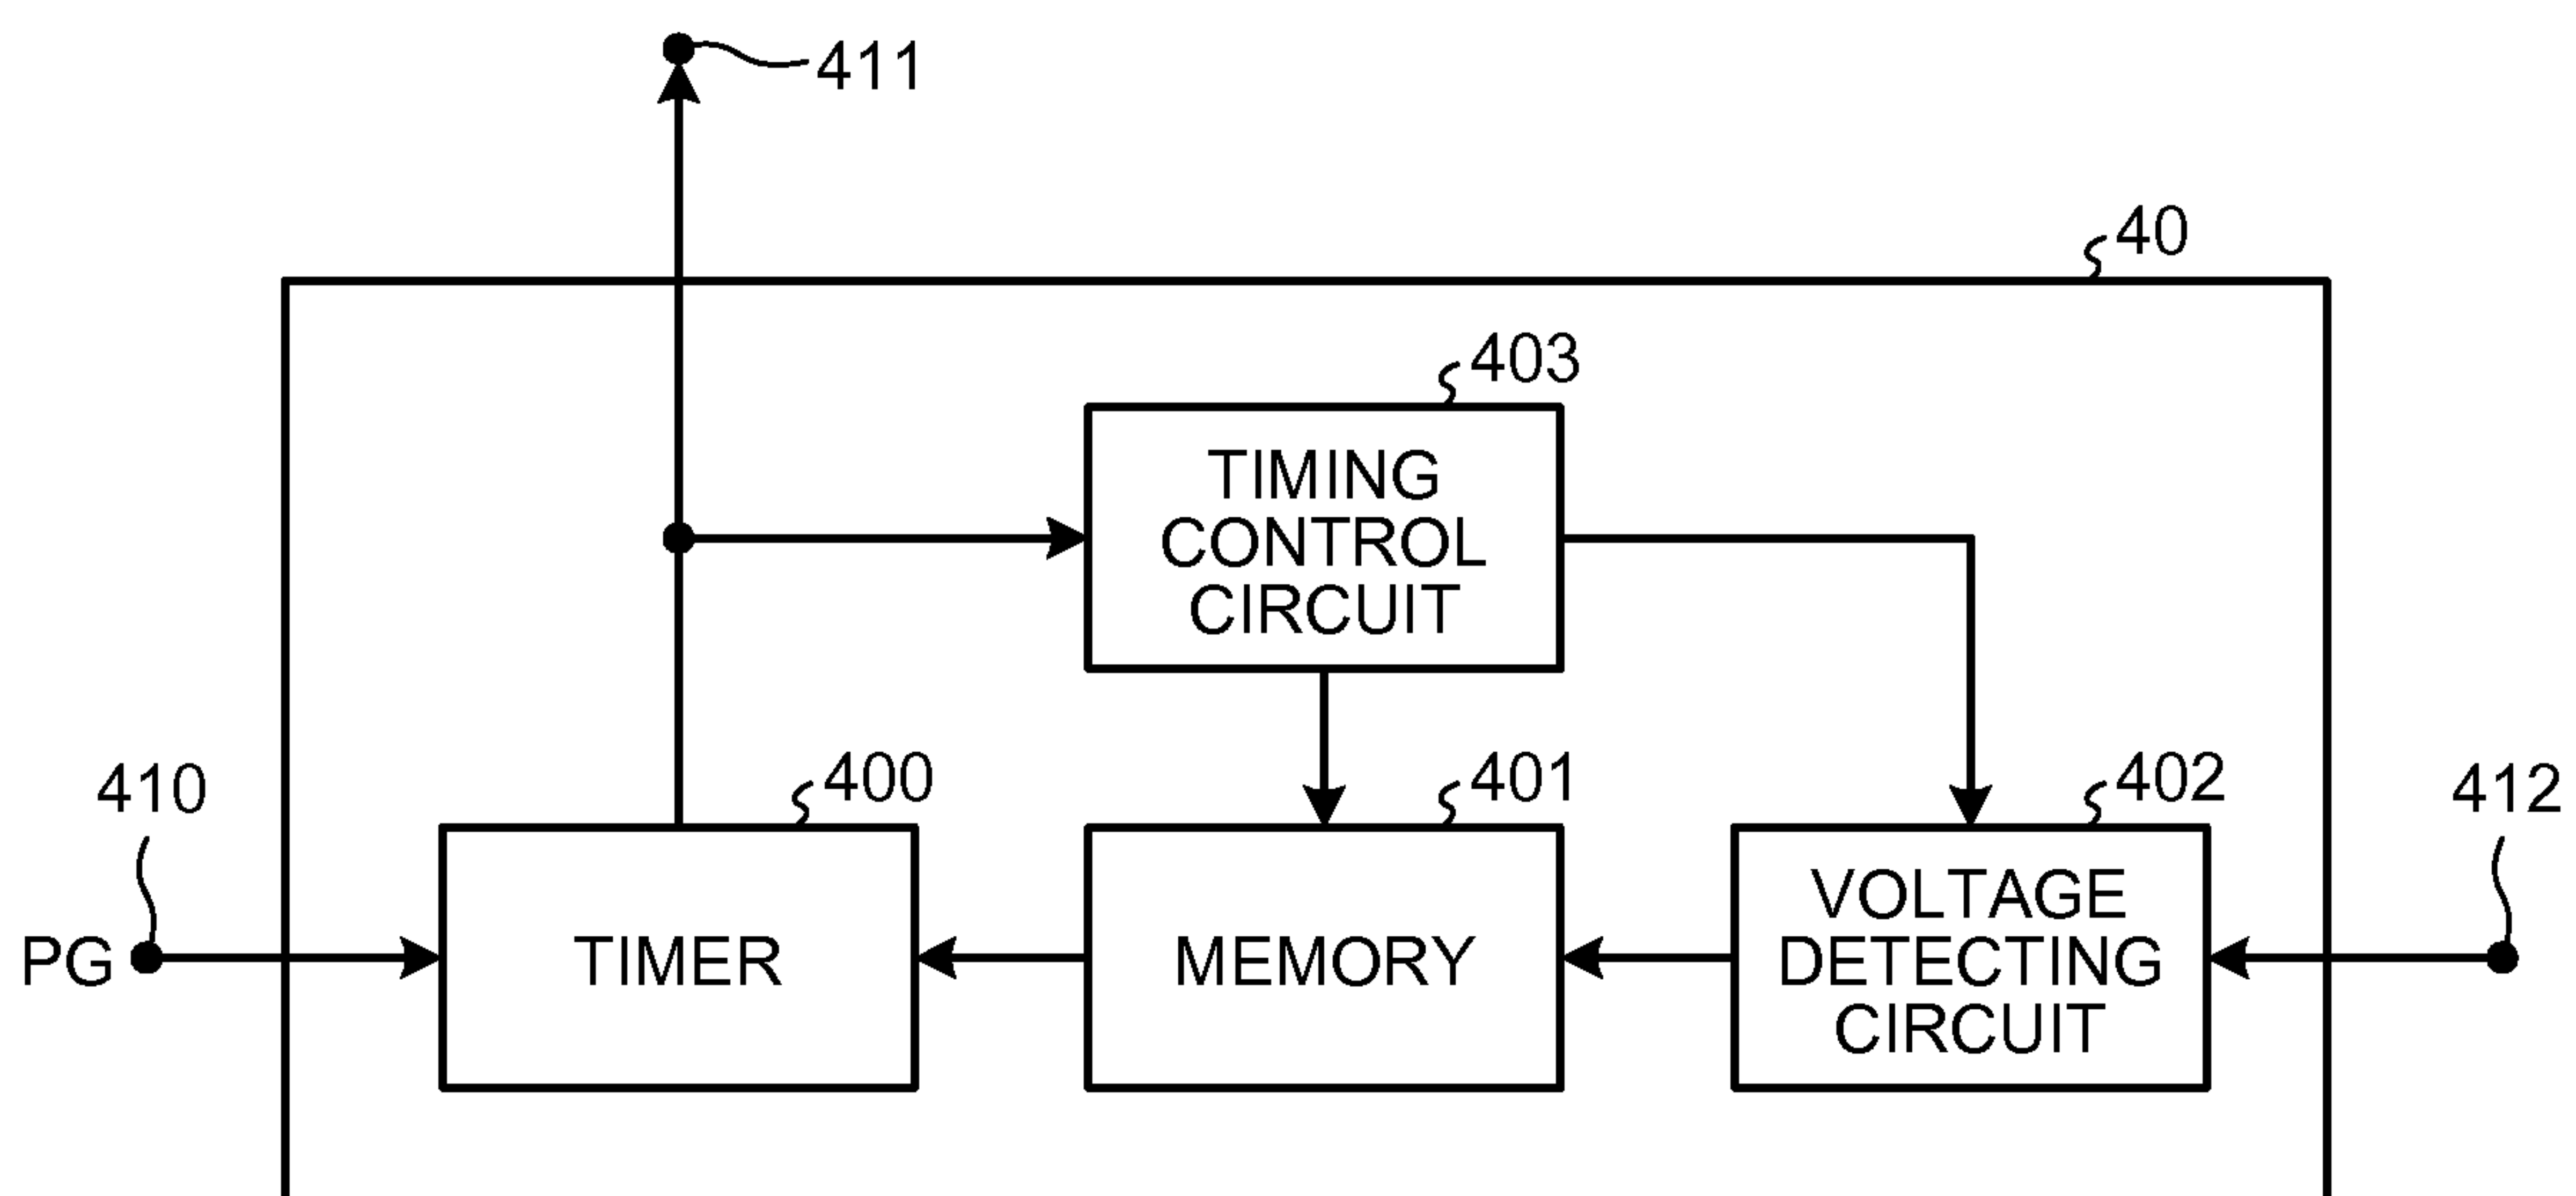 411
40
403
TIMING
CONTROL
CIRCUIT
410
400
401
402
412
PG
TIMER
MEMORY
VOLTAGE
DETECTING
CIRCUIT